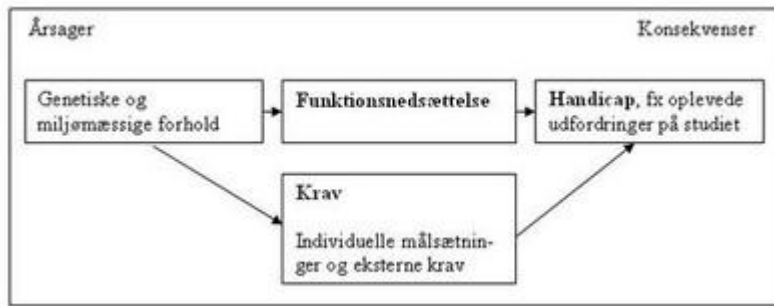 Årsager
Konsekvenser
Genetiske og
miljømæssige forhold
Funktionsnedsættelse
Handicap, fx oplevede
udfordringer på studiet
Krav
Individuelle målsætnin-
ger og eksterne krav